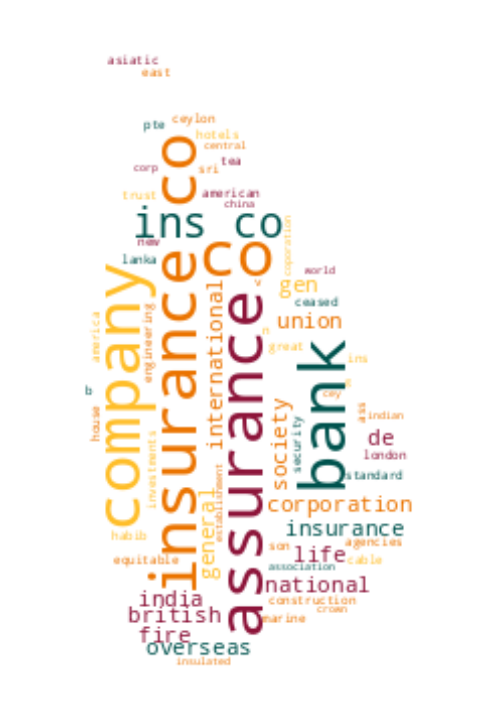 asiatic
east
ceylon
pte
hotels
central
tea
sri
corp
trust
american
china
insurance co
ins co
new
co
coporation
lanka
world
company
gen
ceased
america
engineering
international
assurance
union
n
great
bank
ins
b
cey
house
investments
society
security
ass
indian
de
london
standard
general
establishment
corporation
insurance
habib
equitable
son
life
agencies
cable
association
national
india
construction
crown
british
marine
fire
overseas
insulated